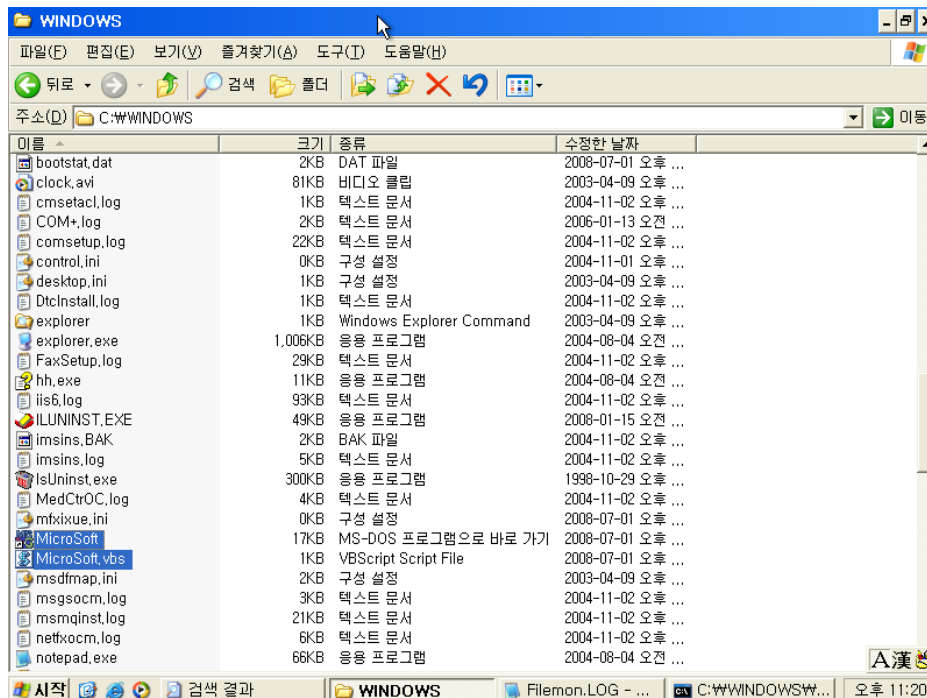 WINDOWS
파일(F) 편집(E) 보기(V) 즐겨찾기(A) 도구(T) 도움말(H)
뒤로 검색 폴더
주소(D) C:₩WINDOWS 이동
이름 크기 종류 수정한 날짜
bootstat.dat 2KB DAT 파일 2008-07-01 오후 ...
clock.avi 81KB 비디오 클립 2003-04-09 오후 ...
cmsetacl.log 1KB 텍스트 문서 2004-11-02 오후 ...
COM+.log 2KB 텍스트 문서 2006-01-13 오전 ...
comsetup.log 22KB 텍스트 문서 2004-11-02 오후 ...
control.ini 0KB 구성 설정 2004-11-01 오후 ...
desktop.ini 1KB 구성 설정 2003-04-09 오후 ...
DtcInstall.log 1KB 텍스트 문서 2004-11-02 오후 ...
explorer 1KB Windows Explorer Command 2003-04-09 오후 ...
explorer.exe 1,006KB 응용 프로그램 2004-08-04 오전 ...
FaxSetup.log 29KB 텍스트 문서 2004-11-02 오후 ...
hh.exe 11KB 응용 프로그램 2004-08-04 오전 ...
iis6.log 93KB 텍스트 문서 2004-11-02 오후 ...
ILUNINST.EXE 49KB 응용 프로그램 2008-01-15 오후 ...
imsins.BAK 2KB BAK 파일 2004-11-02 오후 ...
imsins.log 5KB 텍스트 문서 2004-11-02 오후 ...
IsUninst.exe 300KB 응용 프로그램 1998-10-29 오후 ...
MedCtrOC.log 4KB 텍스트 문서 2004-11-02 오후 ...
mfxixue.ini 0KB 구성 설정 2008-07-01 오후 ...
MicroSoft 17KB MS-DOS 프로그램으로 바로 가기 2008-07-01 오후 ...
MicroSoft.vbs 1KB VBScript Script File 2008-07-01 오후 ...
msdfmap.ini 2KB 구성 설정 2003-04-09 오후 ...
msgsocm.log 3KB 텍스트 문서 2004-11-02 오후 ...
msmqinst.log 21KB 텍스트 문서 2004-11-02 오후 ...
netfxocm.log 6KB 텍스트 문서 2004-11-02 오후 ...
notepad.exe 66KB 응용 프로그램 2004-08-04 오전 ...
A漢
시작 검색 결과 WINDOWS Filemon.LOG - ... C:₩WINDOWS₩... 오후 11:20